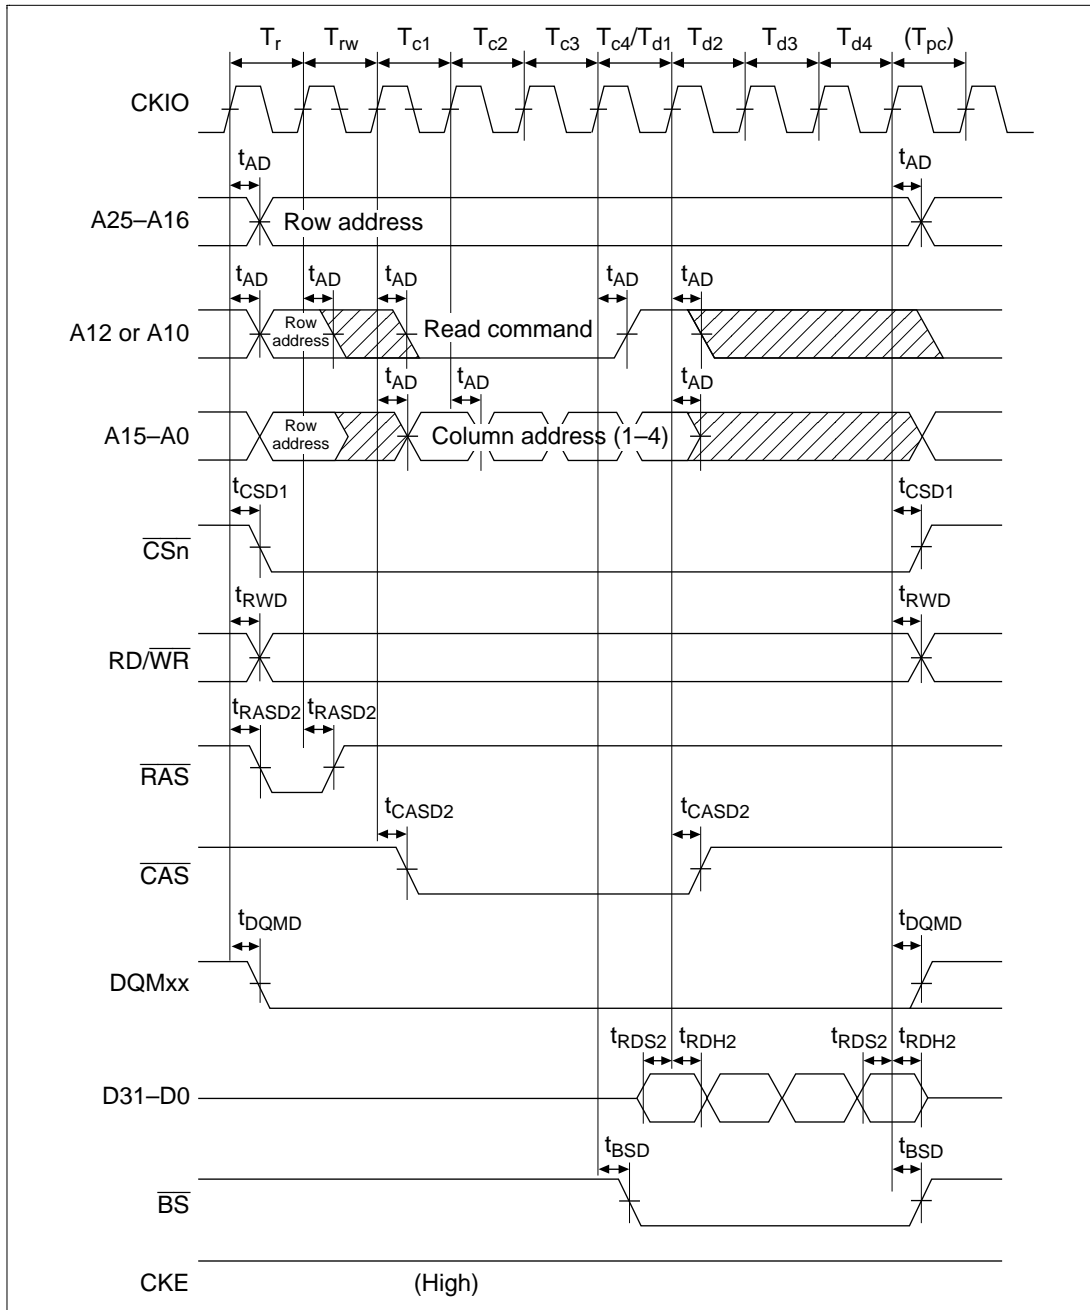 Tr Trw Tc1 Tc2 Tc3 Tc4/Td1 Td2 Td3 Td4 (Tpc)
CKIO
tAD tAD
A25–A16 Row address
tAD tAD tAD tAD tAD
A12 or A10 Row address Read command
tAD tAD tAD
A15–A0 Row address Column address (1–4)
tCSD1 tCSD1
CSn
tRWD tRWD
RD/WR
tRASD2 tRASD2
RAS
tCASD2 tCASD2
CAS
tDQMD tDQMD
DQMxx
tRDS2 tRDH2 tRDS2 tRDH2
D31–D0
tBSD tBSD
BS
CKE (High)